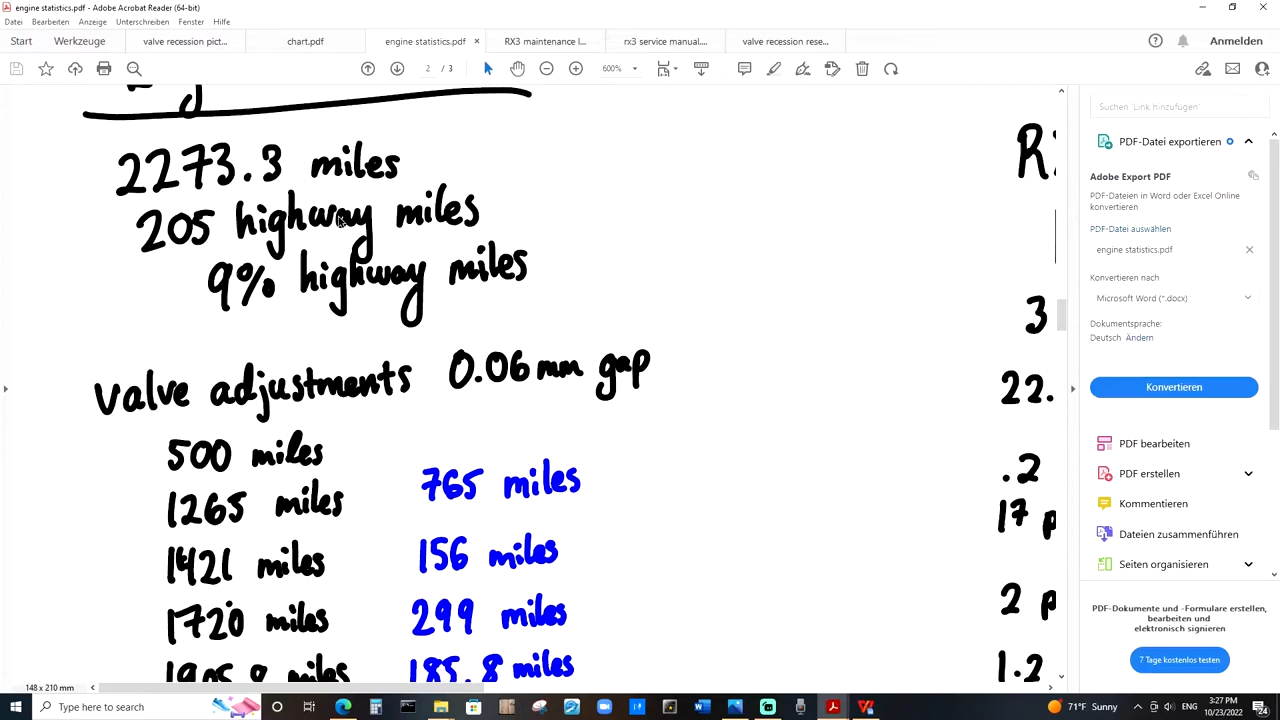 engine statistics.pdf - Adobe Acrobat Reader (64-bit)
Datei Bearbeiten Anzeige Unterschreiben Fenster Hilfe
Start Werkzeuge valve recession pict... chart.pdf engine statistics.pdf × RX3 maintenance l... rx3 service manual.... valve recession rese... Anmelden
2 / 3 600%
2273.3 miles
205 highway miles
9% highway miles
valve adjustments 0.06mm gap
500 miles
1265 miles
765 miles
1421 miles
156 miles
1720 miles
299 miles
1905.8 miles
185.8 miles
3
22.
.2
17 p
2 p
1.2
148 x 210 mm
Suchen 'Link hinzufügen'
PDF-Datei exportieren
Adobe Export PDF
PDF-Dateien in Word oder Excel Online
konvertieren
PDF-Datei auswählen
engine statistics.pdf
Konvertieren nach
Microsoft Word (*.docx)
Dokumentsprache:
Deutsch Ändern
Konvertieren
PDF bearbeiten
PDF erstellen
Kommentieren
Dateien zusammenführen
Seiten organisieren
PDF-Dokumente und -Formulare erstellen,
bearbeiten und
elektronisch signieren
7 Tage kostenlos testen
Type here to search
71°F Sunny
3:27 PM
10/23/2022
24